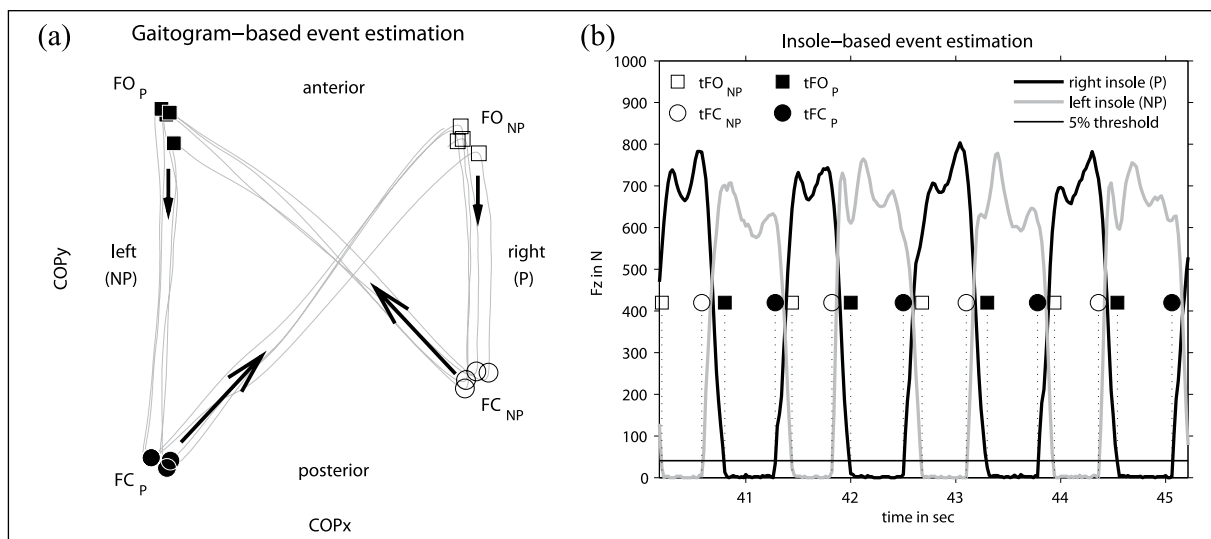 (a)
Gaitogram−based event estimation
FO P
anterior
FO NP
left
(NP)
right
(P)
COPy
FC NP
FC P
posterior
COPx
(b)
Insole−based event estimation
tFO NP
tFO P
tFC NP
tFC P
right insole (P)
left insole (NP)
5% threshold
1000
900
800
700
600
500
400
300
200
100
0
Fz in N
41 42 43 44 45
time in sec